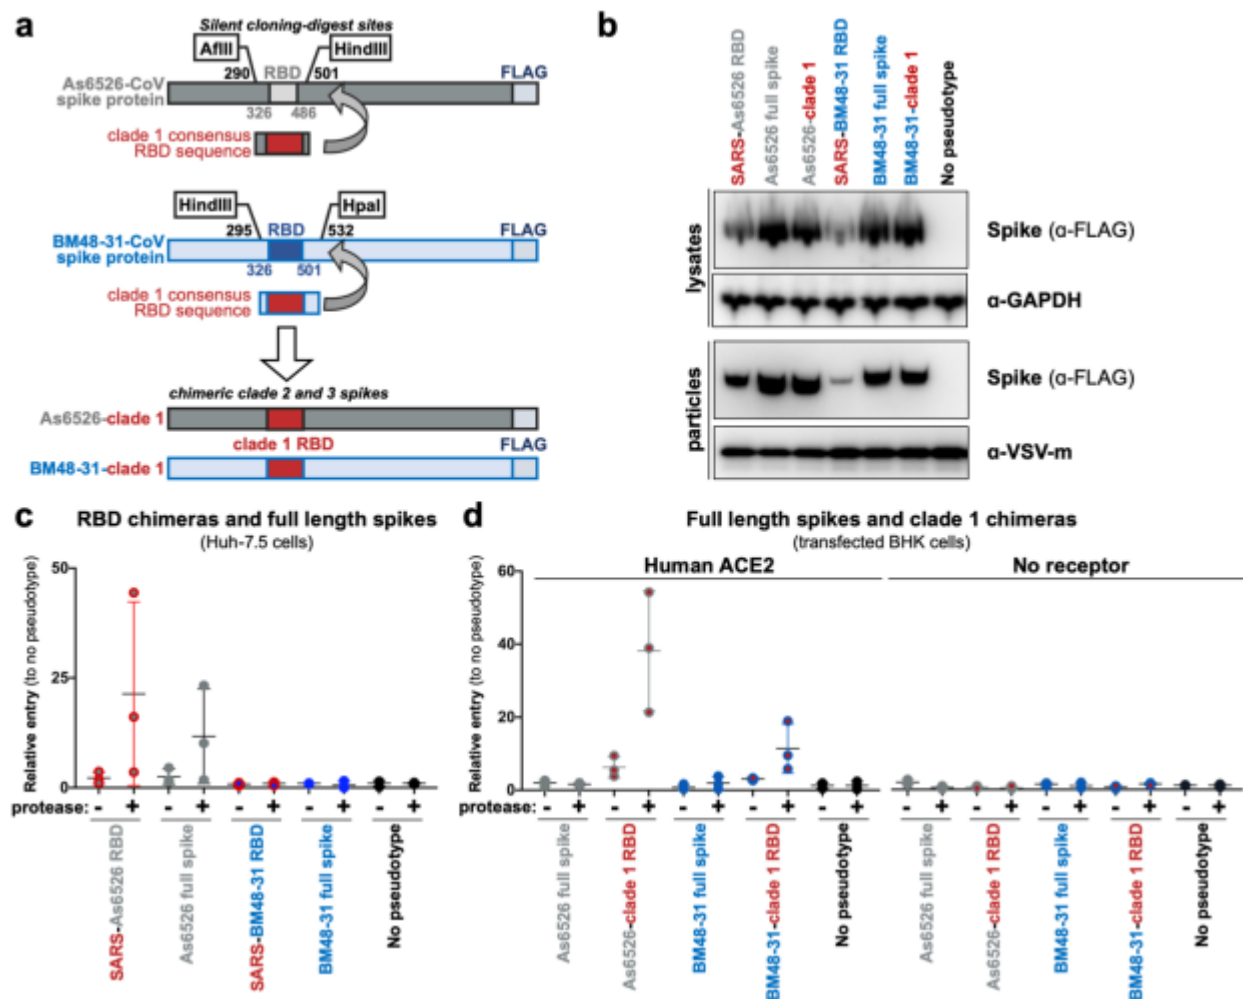 a
Silent cloning-digest sites
AflII
HindIII
290
RBD
501
FLAG
As6526-CoV
spike protein
326
486
clade 1 consensus
RBD sequence
HindIII
HpaI
295
RBD
532
FLAG
BM48-31-CoV
spike protein
326
501
clade 1 consensus
RBD sequence
chimeric clade 2 and 3 spikes
As6526-clade 1
clade 1 RBD
FLAG
BM48-31-clade 1
b
SARS-As6526 RBD
As6526 full spike
As6526-clade 1
SARS-BM48-31 RBD
BM48-31 full spike
BM48-31-clade 1
No pseudotype
lysates
Spike (α-FLAG)
α-GAPDH
particles
Spike (α-FLAG)
α-VSV-m
c
RBD chimeras and full length spikes
(Huh-7.5 cells)
Relative entry (to no pseudotype)
50
25
0
protease: - + - + - + - + - +
SARS-As6526 RBD
As6526 full spike
SARS-BM48-31 RBD
BM48-31 full spike
No pseudotype
d
Full length spikes and clade 1 chimeras
(transfected BHK cells)
Human ACE2
No receptor
Relative entry (to no pseudotype)
60
40
20
0
protease: - + - + - + - + - + - + - + - + - + - +
As6526 full spike
As6526-clade 1 RBD
BM48-31 full spike
BM48-31-clade 1 RBD
No pseudotype
As6526 full spike
As6526-clade 1 RBD
BM48-31 full spike
BM48-31-clade 1 RBD
No pseudotype